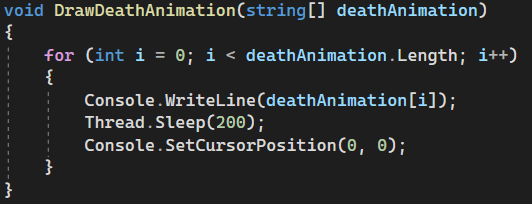 void DrawDeathAnimation(string[] deathAnimation)
{
    for (int i = 0; i < deathAnimation.Length; i++)
    {
        Console.WriteLine(deathAnimation[i]);
        Thread.Sleep(200);
        Console.SetCursorPosition(0, 0);
    }
}